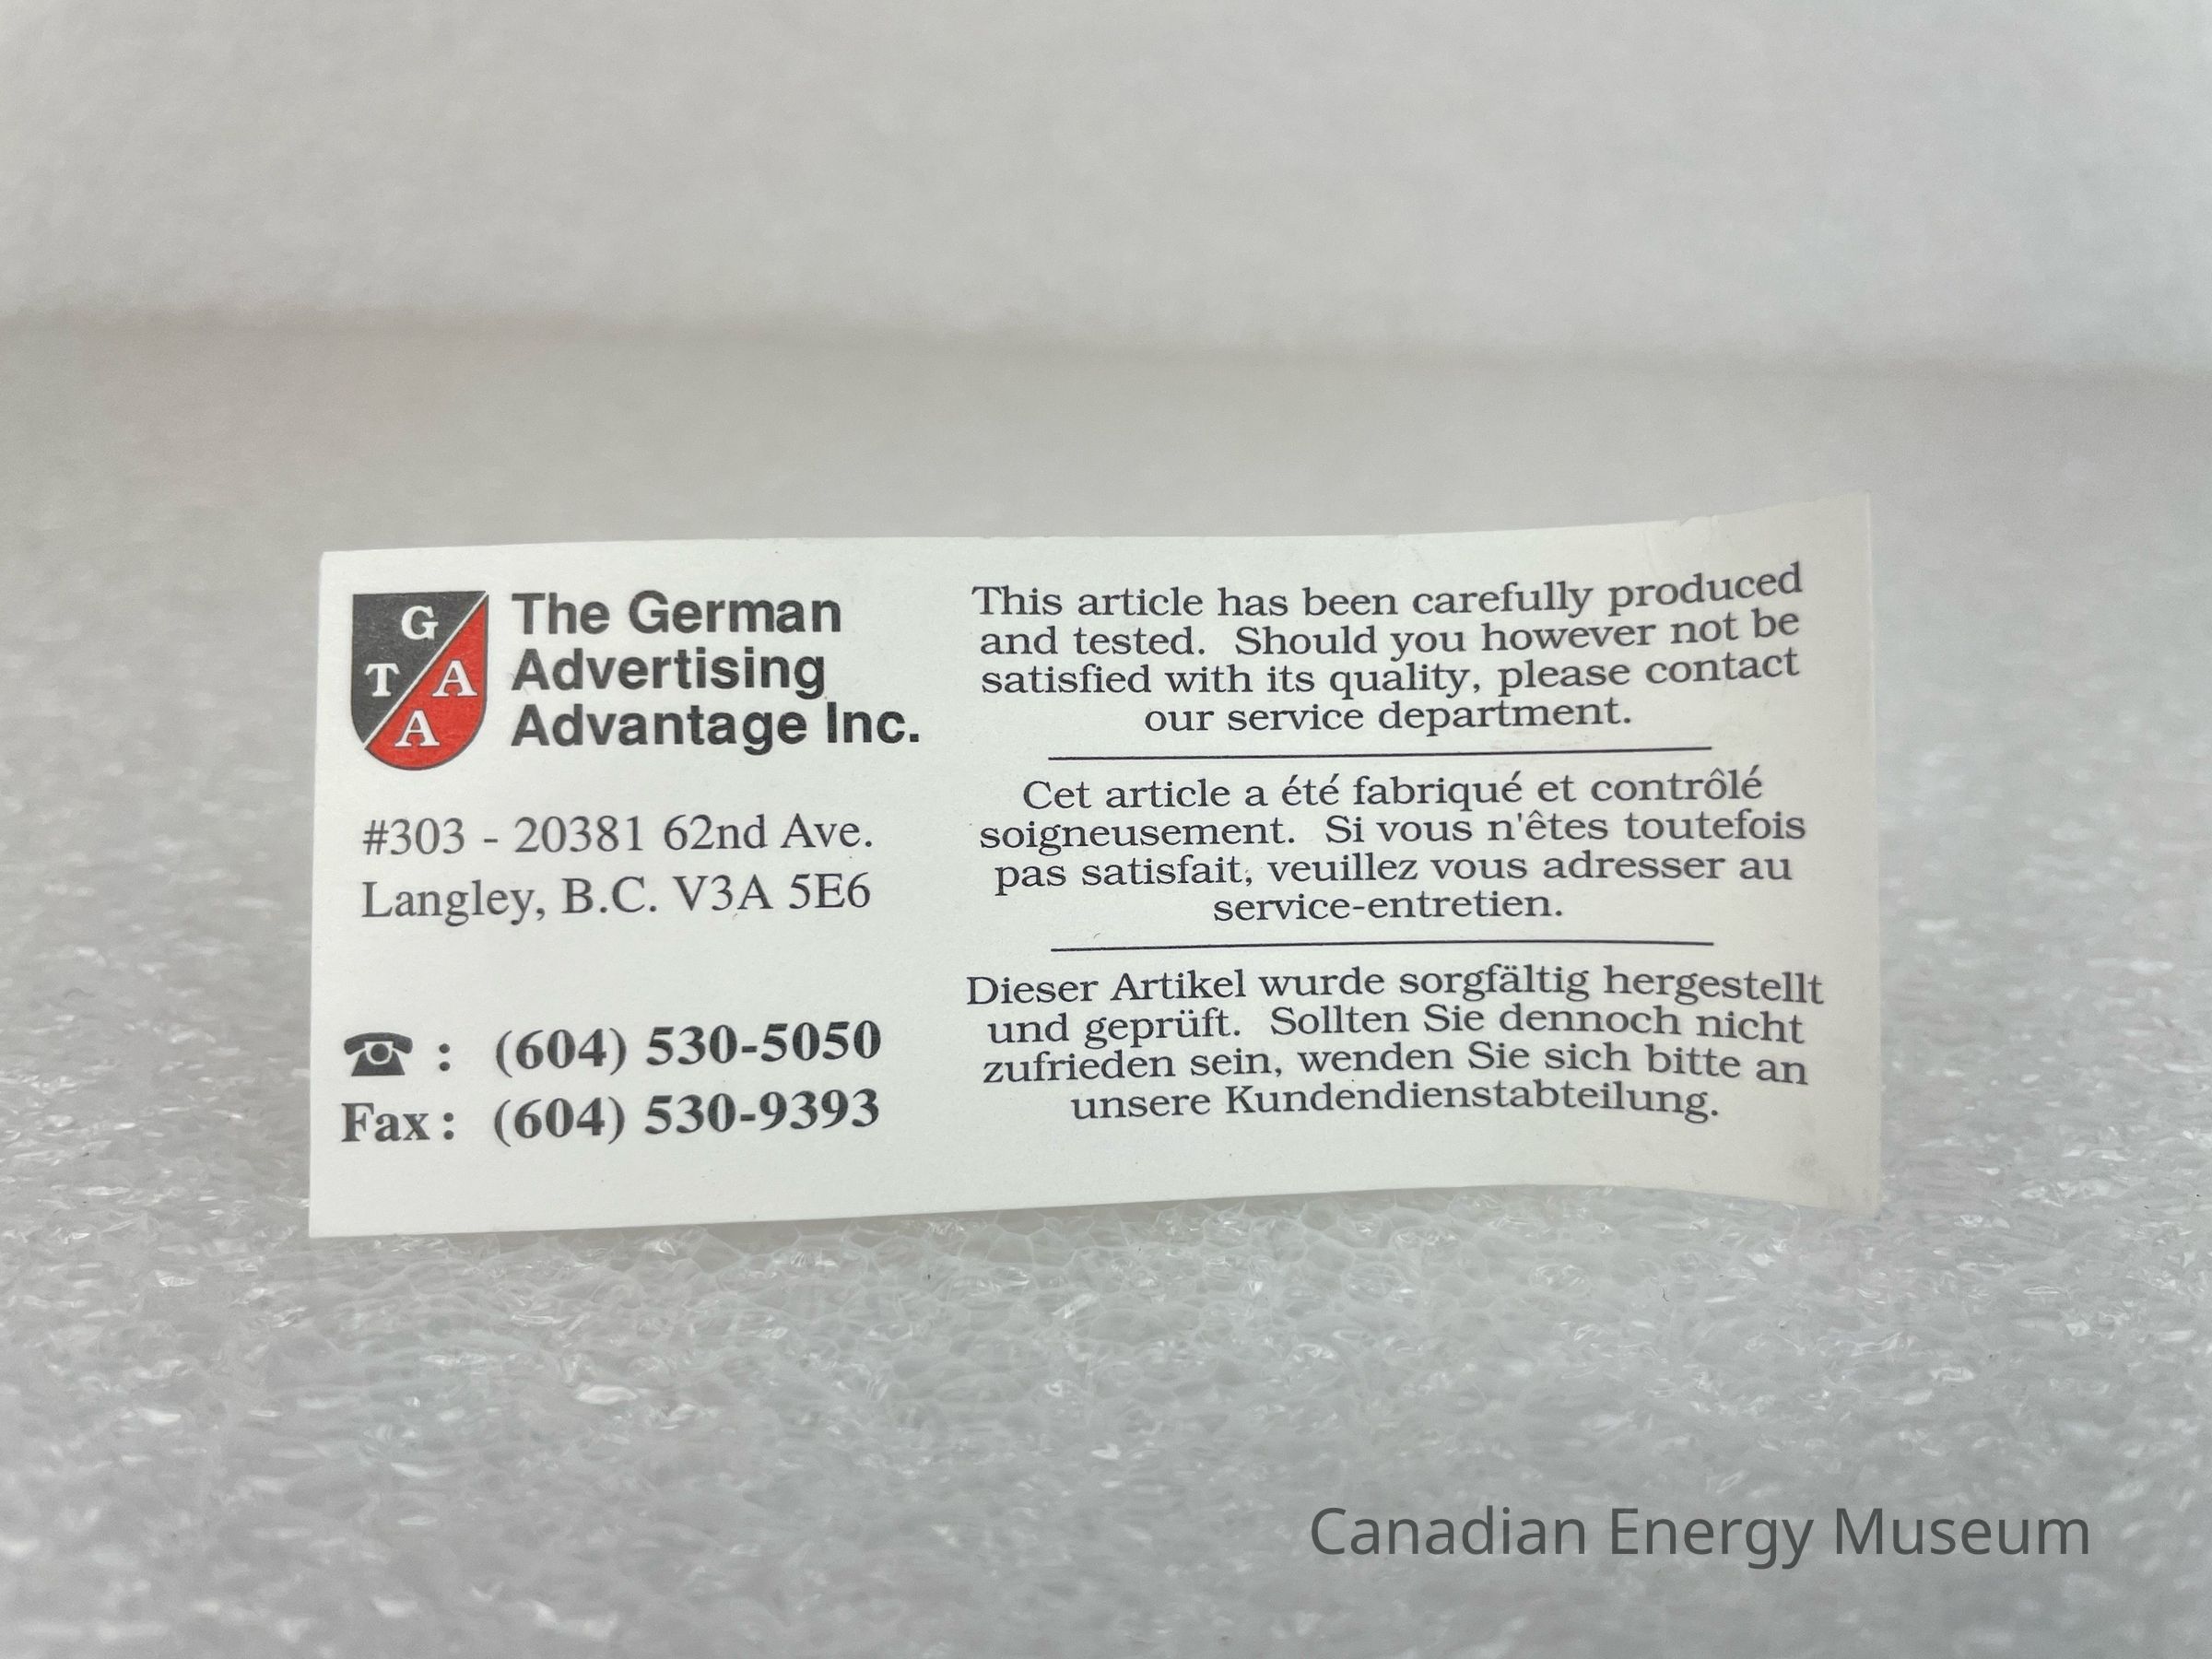 G
T A
A
The German
Advertising
Advantage Inc.
#303 - 20381 62nd Ave.
Langley, B.C. V3A 5E6
☎ : (604) 530-5050
Fax : (604) 530-9393
This article has been carefully produced
and tested. Should you however not be
satisfied with its quality, please contact
our service department.
Cet article a été fabriqué et contrôlé
soigneusement. Si vous n'êtes toutefois
pas satisfait, veuillez vous adresser au
service-entretien.
Dieser Artikel wurde sorgfältig hergestellt
und geprüft. Sollten Sie dennoch nicht
zufrieden sein, wenden Sie sich bitte an
unsere Kundendienstabteilung.
Canadian Energy Museum